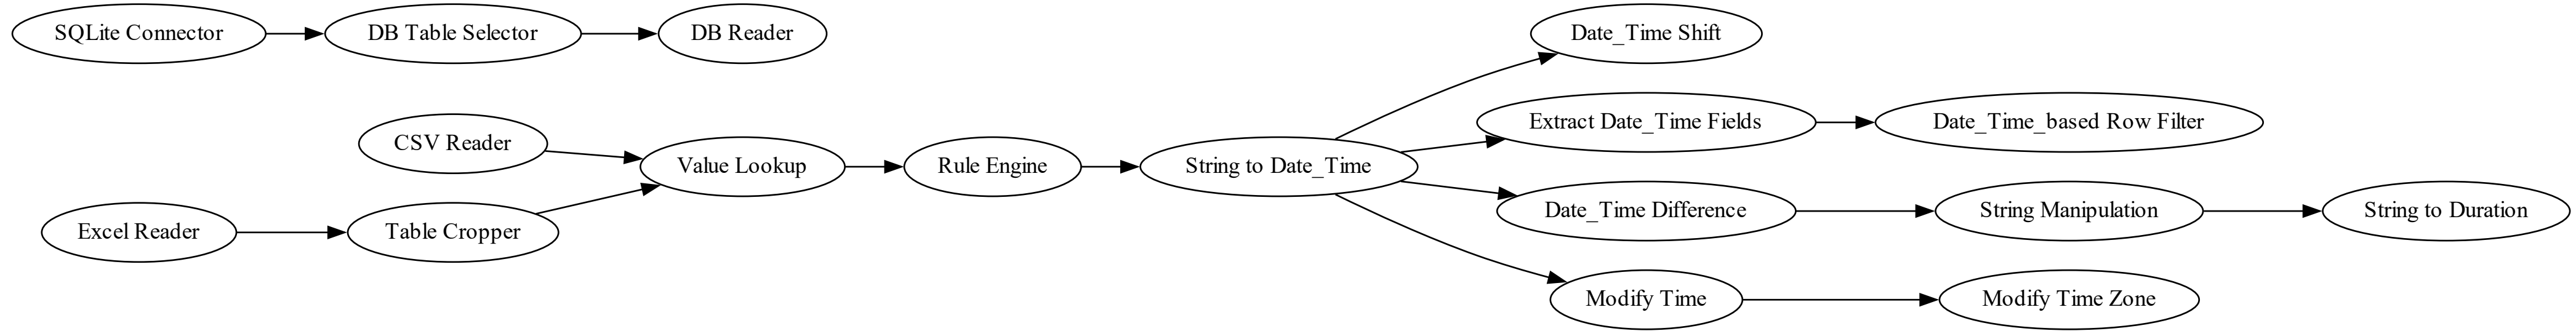 SQLite Connector
DB Table Selector
DB Reader
Date_Time Shift
CSV Reader
Extract Date_Time Fields
Date_Time_based Row Filter
Value Lookup
Rule Engine
String to Date_Time
Excel Reader
Table Cropper
Date_Time Difference
String Manipulation
String to Duration
Modify Time
Modify Time Zone